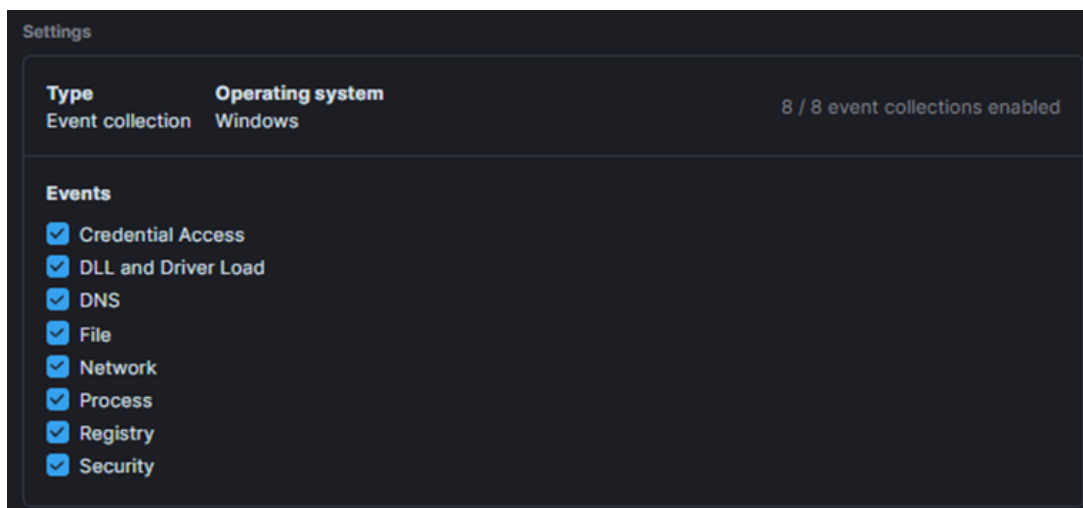 Settings
Type Operating system
Event collection Windows 8 / 8 event collections enabled
Events
Credential Access
DLL and Driver Load
DNS
File
Network
Process
Registry
Security